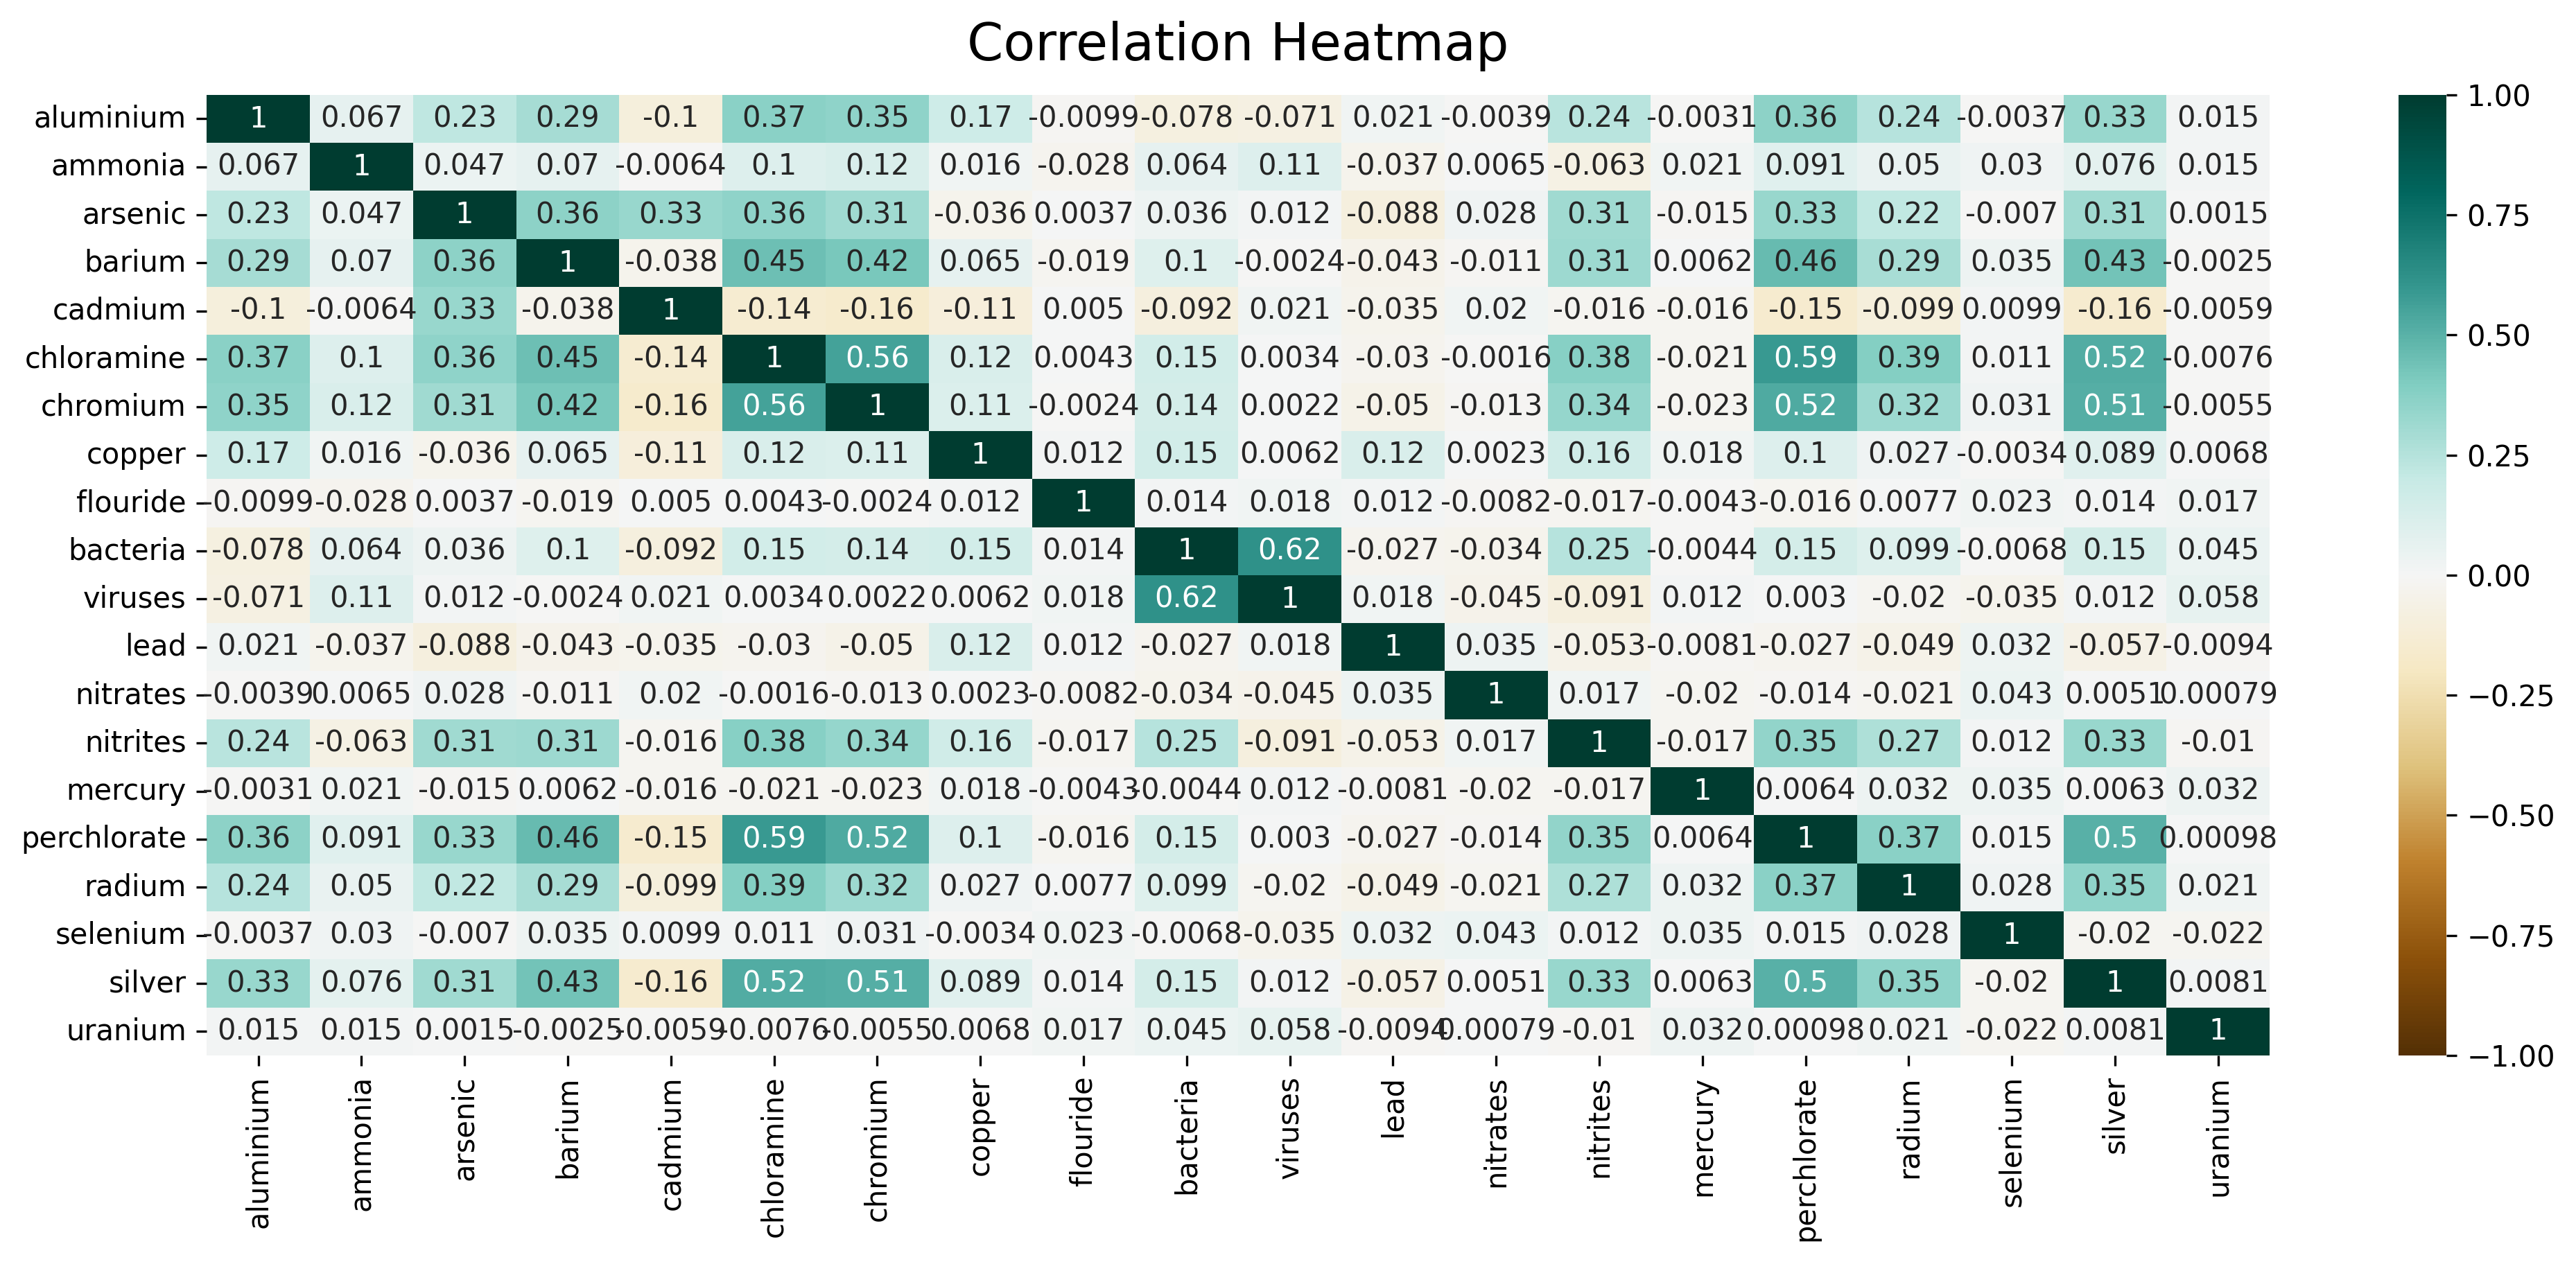 Correlation Heatmap
aluminium 1 0.067 0.23 0.29 -0.1 0.37 0.35 0.17 -0.0099 -0.078 -0.071 0.021 -0.0039 0.24 -0.0031 0.36 0.24 -0.0037 0.33 0.015
ammonia 0.067 1 0.047 0.07 -0.0064 0.1 0.12 0.016 -0.028 0.064 0.11 -0.037 0.0065 -0.063 0.021 0.091 0.05 0.03 0.076 0.015
arsenic 0.23 0.047 1 0.36 0.33 0.36 0.31 -0.036 0.0037 0.036 0.012 -0.088 0.028 0.31 -0.015 0.33 0.22 -0.007 0.31 0.0015
barium 0.29 0.07 0.36 1 -0.038 0.45 0.42 0.065 -0.019 0.1 -0.0024 -0.043 -0.011 0.31 0.0062 0.46 0.29 0.035 0.43 -0.0025
cadmium -0.1 -0.0064 0.33 -0.038 1 -0.14 -0.16 -0.11 0.005 -0.092 0.021 -0.035 0.02 -0.016 -0.016 -0.15 -0.099 0.0099 -0.16 -0.0059
chloramine 0.37 0.1 0.36 0.45 -0.14 1 0.56 0.12 0.0043 0.15 0.0034 -0.03 -0.0016 0.38 -0.021 0.59 0.39 0.011 0.52 -0.0076
chromium 0.35 0.12 0.31 0.42 -0.16 0.56 1 0.11 -0.0024 0.14 0.0022 -0.05 -0.013 0.34 -0.023 0.52 0.32 0.031 0.51 -0.0055
copper 0.17 0.016 -0.036 0.065 -0.11 0.12 0.11 1 0.012 0.15 0.0062 0.12 0.0023 0.16 0.018 0.1 0.027 -0.0034 0.089 0.0068
flouride -0.0099 -0.028 0.0037 -0.019 0.005 0.0043 -0.0024 0.012 1 0.014 0.018 0.012 -0.0082 -0.017 -0.0043 -0.016 0.0077 0.023 0.014 0.017
bacteria -0.078 0.064 0.036 0.1 -0.092 0.15 0.14 0.15 0.014 1 0.62 -0.027 -0.034 0.25 -0.0044 0.15 0.099 -0.0068 0.15 0.045
viruses -0.071 0.11 0.012 -0.0024 0.021 0.0034 0.0022 0.0062 0.018 0.62 1 0.018 -0.045 -0.091 0.012 0.003 -0.02 -0.035 0.012 0.058
lead 0.021 -0.037 -0.088 -0.043 -0.035 -0.03 -0.05 0.12 0.012 -0.027 0.018 1 0.035 -0.053 -0.0081 -0.027 -0.049 0.032 -0.057 -0.0094
nitrates -0.0039 0.0065 0.028 -0.011 0.02 -0.0016 -0.013 0.0023 -0.0082 -0.034 -0.045 0.035 1 0.017 -0.02 -0.014 -0.021 0.043 0.0051 0.00079
nitrites 0.24 -0.063 0.31 0.31 -0.016 0.38 0.34 0.16 -0.017 0.25 -0.091 -0.053 0.017 1 -0.017 0.35 0.27 0.012 0.33 -0.01
mercury -0.0031 0.021 -0.015 0.0062 -0.016 -0.021 -0.023 0.018 -0.0043 -0.0044 0.012 -0.0081 -0.02 -0.017 1 0.0064 0.032 0.035 0.0063 0.032
perchlorate 0.36 0.091 0.33 0.46 -0.15 0.59 0.52 0.1 -0.016 0.15 0.003 -0.027 -0.014 0.35 0.0064 1 0.37 0.015 0.5 0.00098
radium 0.24 0.05 0.22 0.29 -0.099 0.39 0.32 0.027 0.0077 0.099 -0.02 -0.049 -0.021 0.27 0.032 0.37 1 0.028 0.35 0.021
selenium -0.0037 0.03 -0.007 0.035 0.0099 0.011 0.031 -0.0034 0.023 -0.0068 -0.035 0.032 0.043 0.012 0.035 0.015 0.028 1 -0.02 -0.022
silver 0.33 0.076 0.31 0.43 -0.16 0.52 0.51 0.089 0.014 0.15 0.012 -0.057 0.0051 0.33 0.0063 0.5 0.35 -0.02 1 0.0081
uranium 0.015 0.015 0.0015 -0.0025 -0.0059 -0.0076 -0.0055 0.0068 0.017 0.045 0.058 -0.0094 0.00079 -0.01 0.032 0.00098 0.021 -0.022 0.0081 1
aluminium
ammonia
arsenic
barium
cadmium
chloramine
chromium
copper
flouride
bacteria
viruses
lead
nitrates
nitrites
mercury
perchlorate
radium
selenium
silver
uranium
1.00
0.75
0.50
0.25
0.00
−0.25
−0.50
−0.75
−1.00